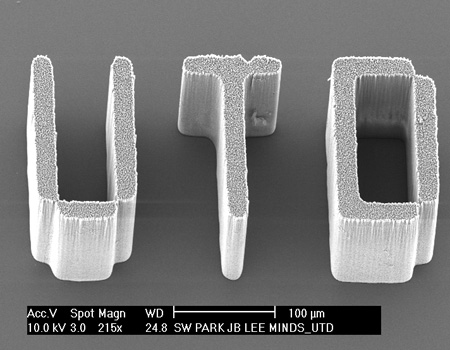 UTD
Acc.V Spot Magn WD 100 µm
10.0 kV 3.0 215x 24.8 SW PARK JB LEE MINDS_UTD